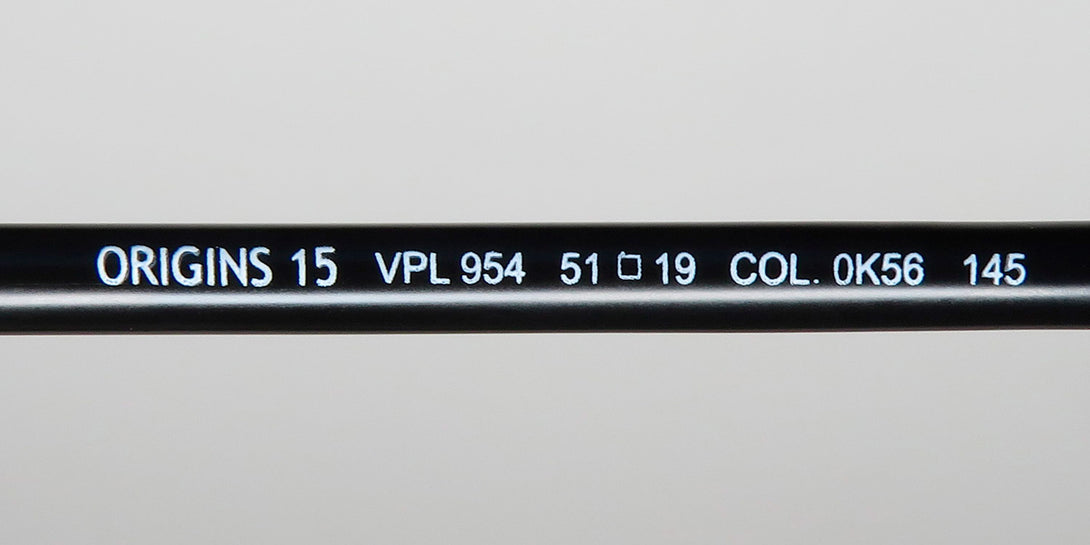 ORIGINS 15 VPL 954 51 □ 19 COL. 0K56 145